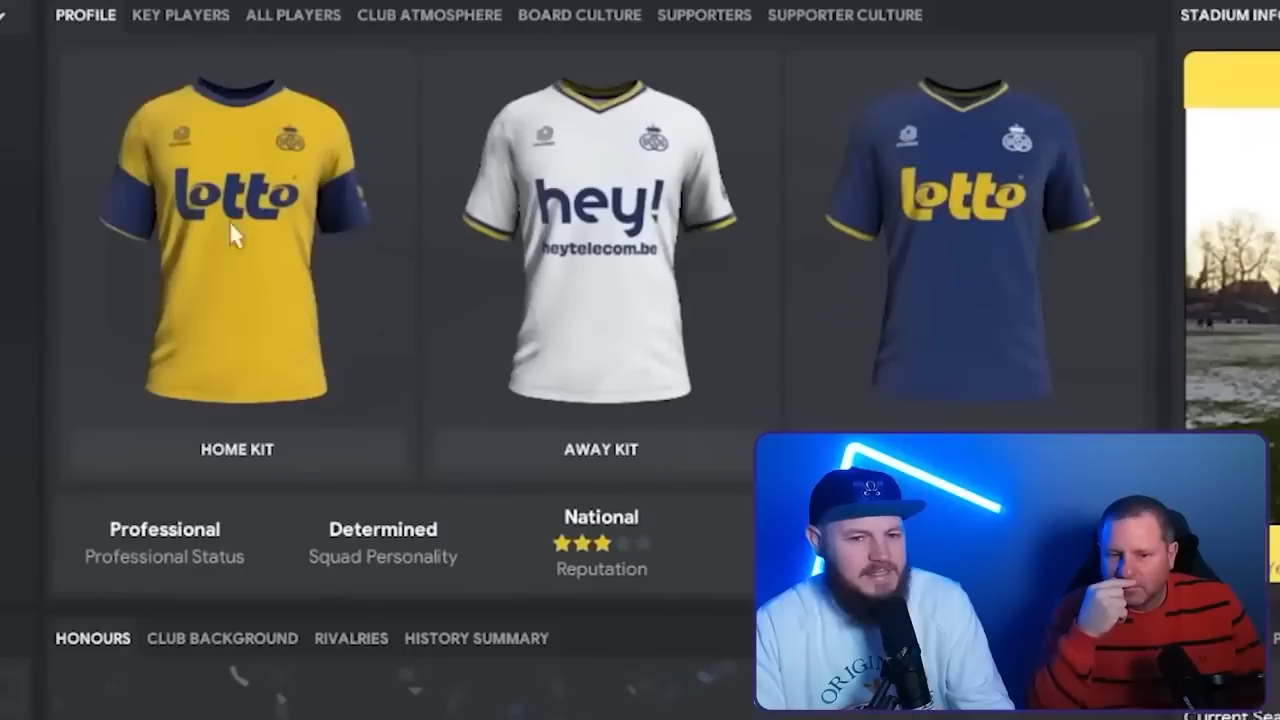 PROFILE KEY PLAYERS ALL PLAYERS CLUB ATMOSPHERE BOARD CULTURE SUPPORTERS SUPPORTER CULTURE
STADIUM INFO
Lotto
hey!
heytelecom.be
Lotto
HOME KIT
AWAY KIT
Professional
Professional Status
Determined
Squad Personality
National
Reputation
HONOURS CLUB BACKGROUND RIVALRIES HISTORY SUMMARY
ORIGIN
Current Sea